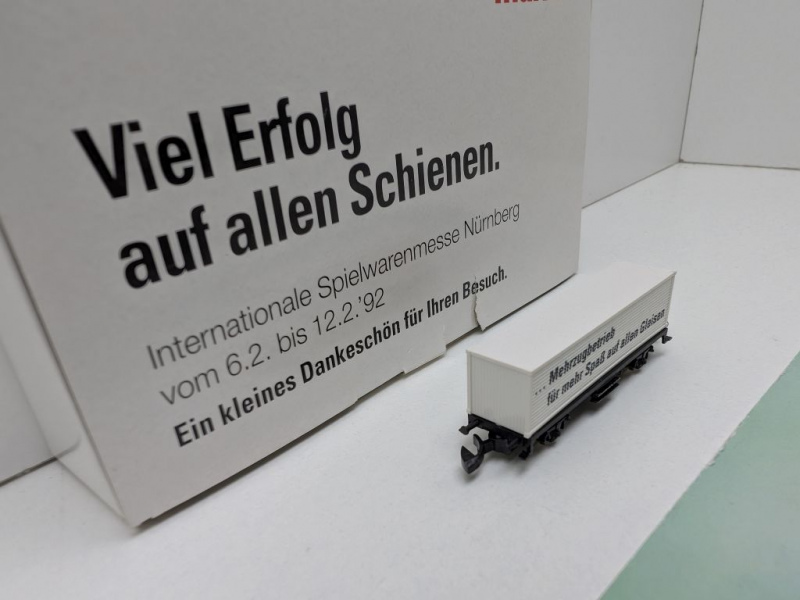 Viel Erfolg
auf allen Schienen.
Internationale Spielwarenmesse Nürnberg
vom 6.2. bis 12.2.'92
Ein kleines Dankeschön für Ihren Besuch.
... Mehrzugbetrieb
für mehr Spaß auf allen Gleisen